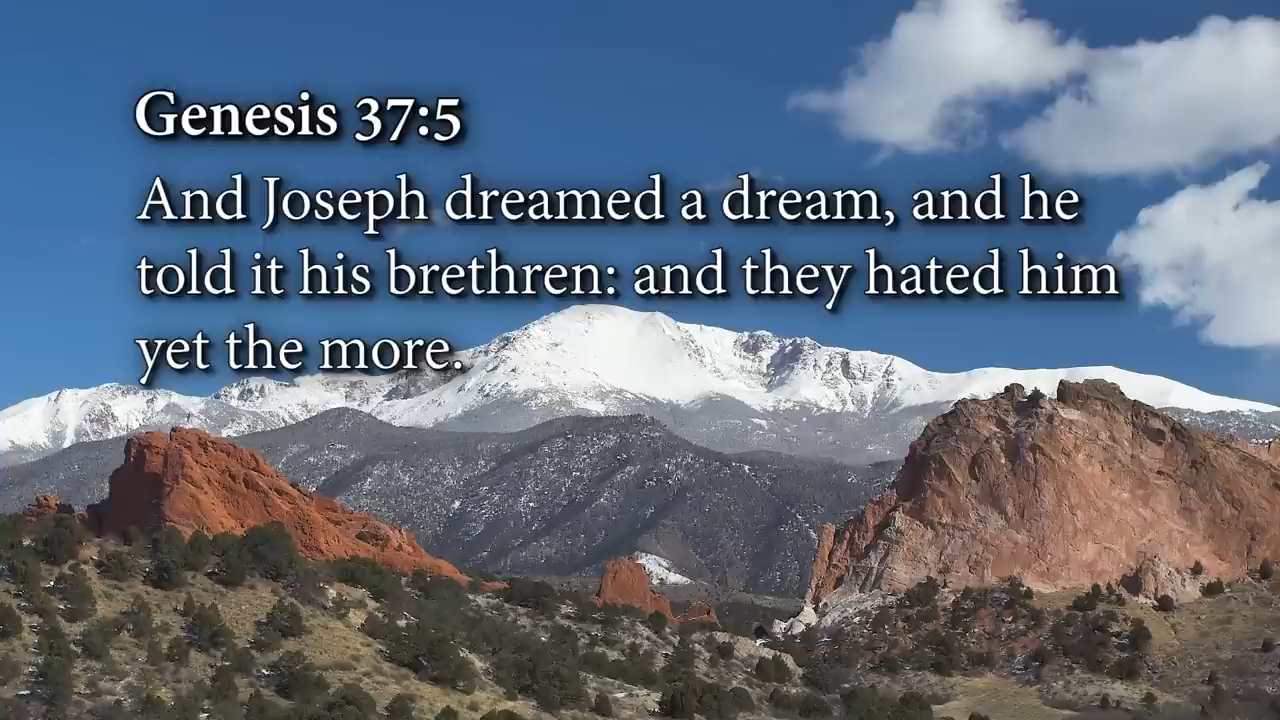 Genesis 37:5
And Joseph dreamed a dream, and he
told it his brethren: and they hated him
yet the more.